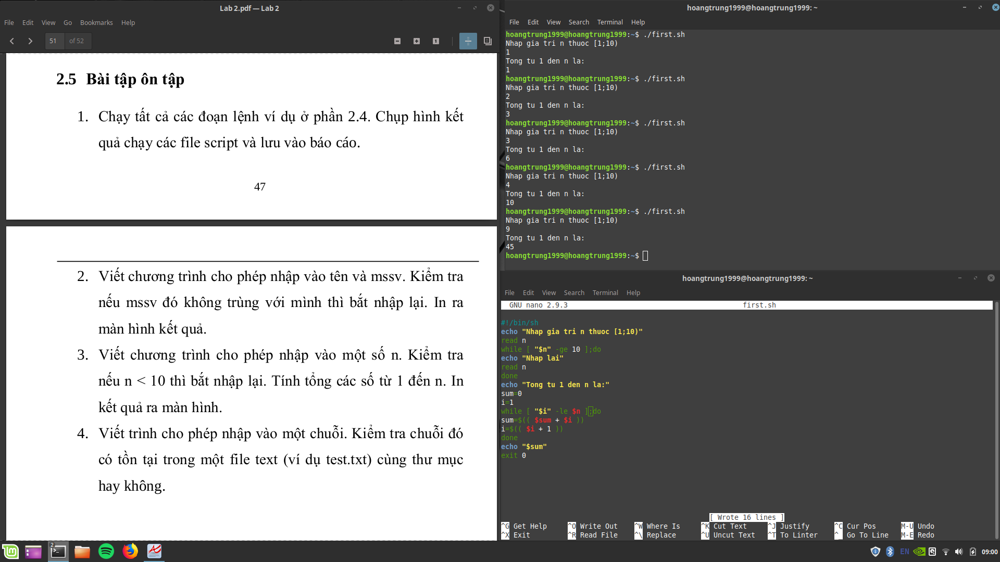 Lab 2.pdf — Lab 2
File Edit View Go Bookmarks Help
51 of 52
2.5 Bài tập ôn tập
1. Chạy tất cả các đoạn lệnh ví dụ ở phần 2.4. Chụp hình kết
quả chạy các file script và lưu vào báo cáo.
47
2. Viết chương trình cho phép nhập vào tên và mssv. Kiểm tra
nếu mssv đó không trùng với mình thì bắt nhập lại. In ra
màn hình kết quả.
3. Viết chương trình cho phép nhập vào một số n. Kiểm tra
nếu n < 10 thì bắt nhập lại. Tính tổng các số từ 1 đến n. In
kết quả ra màn hình.
4. Viết trình cho phép nhập vào một chuỗi. Kiểm tra chuỗi đó
có tồn tại trong một file text (ví dụ test.txt) cùng thư mục
hay không.
hoangtrung1999@hoangtrung1999: ~
File Edit View Search Terminal Help
hoangtrung1999@hoangtrung1999:~$ ./first.sh
Nhap gia tri n thuoc [1;10)
1
Tong tu 1 den n la:
1
hoangtrung1999@hoangtrung1999:~$ ./first.sh
Nhap gia tri n thuoc [1;10)
2
Tong tu 1 den n la:
3
hoangtrung1999@hoangtrung1999:~$ ./first.sh
Nhap gia tri n thuoc [1;10)
3
Tong tu 1 den n la:
6
hoangtrung1999@hoangtrung1999:~$ ./first.sh
Nhap gia tri n thuoc [1;10)
4
Tong tu 1 den n la:
10
hoangtrung1999@hoangtrung1999:~$ ./first.sh
Nhap gia tri n thuoc [1;10)
9
Tong tu 1 den n la:
45
hoangtrung1999@hoangtrung1999:~$
hoangtrung1999@hoangtrung1999: ~
File Edit View Search Terminal Help
GNU nano 2.9.3 first.sh
#!/bin/sh
echo "Nhap gia tri n thuoc [1;10)"
read n
while [ "$n" -ge 10 ];do
echo "Nhap lai"
read n
done
echo "Tong tu 1 den n la:"
sum=0
i=1
while [ "$i" -le $n ];do
sum=$(( $sum + $i ))
i=$(( $i + 1 ))
done
echo "$sum"
exit 0
[ Wrote 16 lines ]
^G Get Help ^O Write Out ^W Where Is ^K Cut Text ^J Justify ^C Cur Pos M-U Undo
^X Exit ^R Read File ^\ Replace ^U Uncut Text ^T To Linter ^_ Go To Line M-E Redo
2
EN 09:00